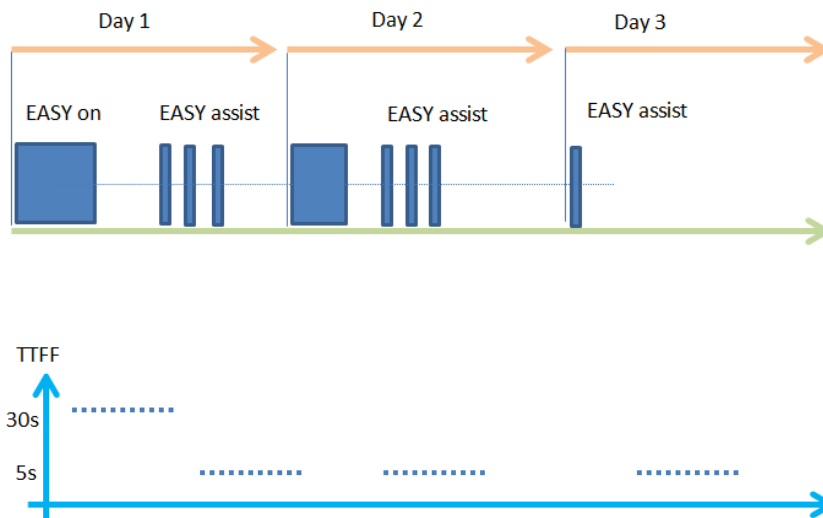 Day 1
Day 2
Day 3
EASY on
EASY assist
EASY assist
EASY assist
TTFF
30s
5s